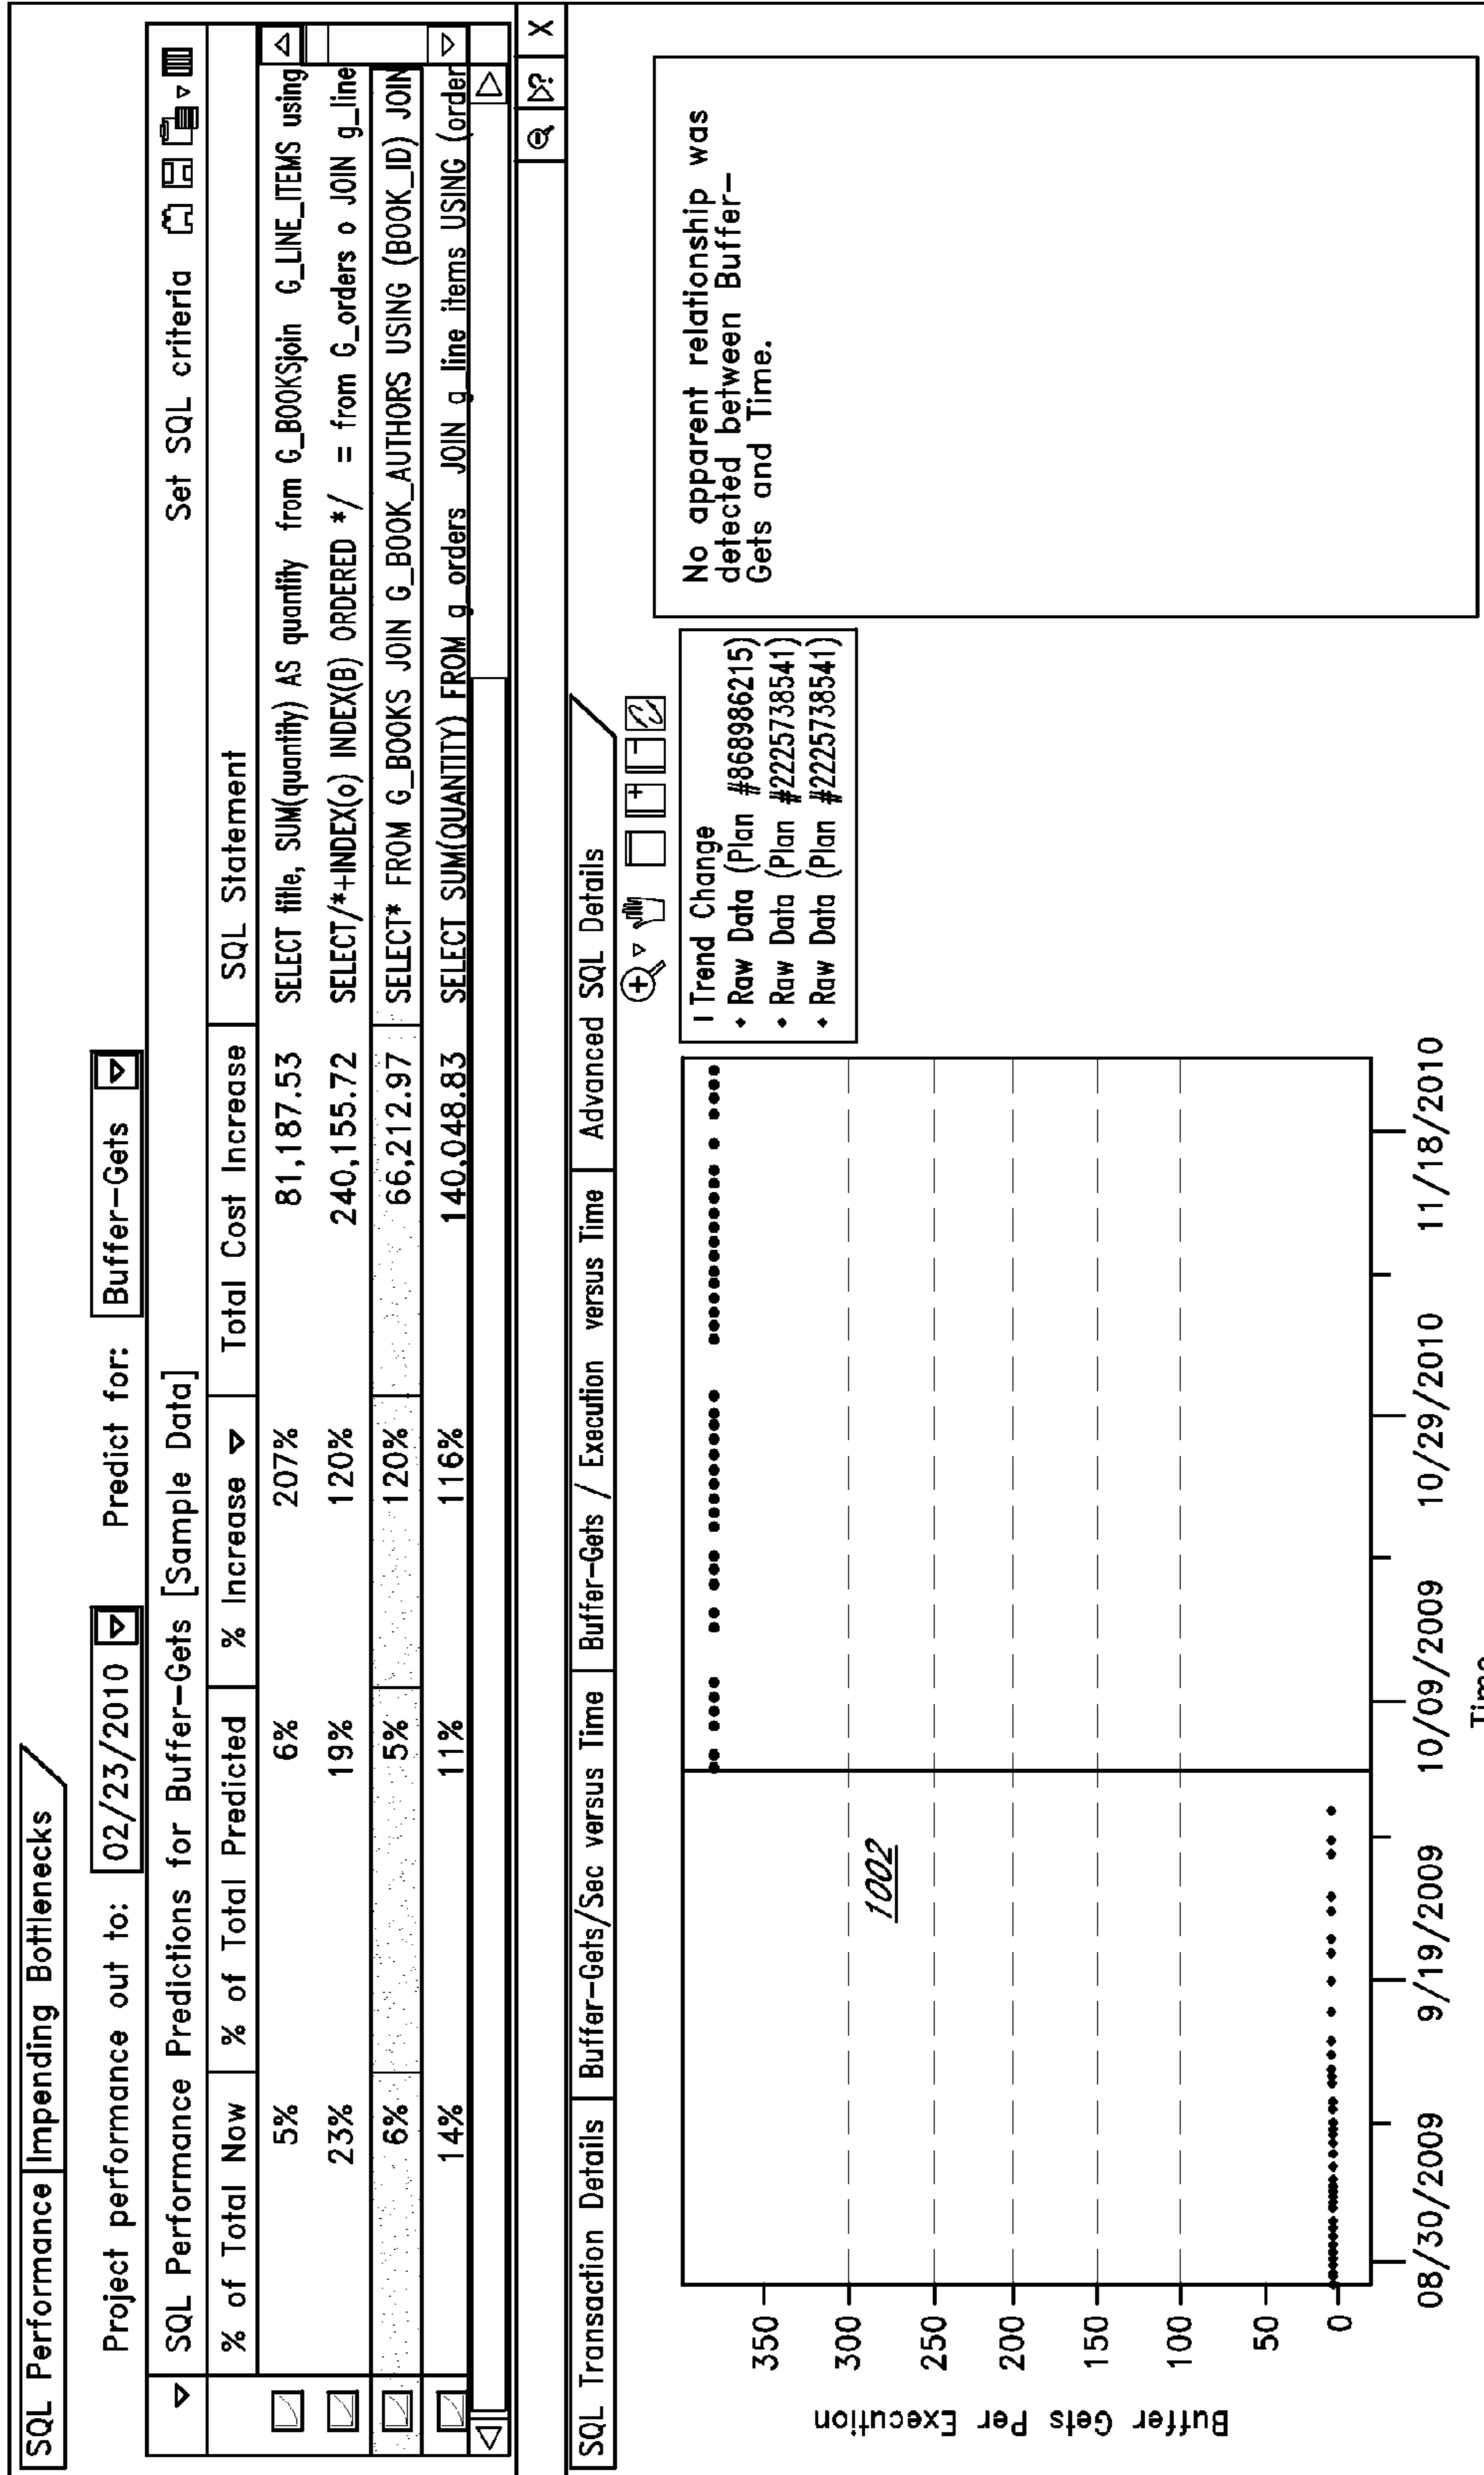 SQL Performance Impending Bottlenecks
Project performance out to: 02/23/2010 Predict for: Buffer-Gets
SQL Performance Predictions for Buffer-Gets [Sample Data] Set SQL criteria
% of Total Now % of Total Predicted % Increase Total Cost Increase SQL Statement
5% 6% 207% 81,187.53 SELECT title, SUM(quantity) AS quantity from G_BOOKSjoin G_LINE_ITEMS using
23% 19% 120% 240,155.72 SELECT/*+INDEX(o) INDEX(B) ORDERED */ = from G_orders o JOIN g_line
6% 5% 120% 66,212.97 SELECT* FROM G_BOOKS JOIN G_BOOK_AUTHORS USING (BOOK_ID) JOIN
14% 11% 116% 140,048.83 SELECT SUM(QUANTITY) FROM g_orders JOIN g_line items USING (order
? X
SQL Transaction Details Buffer-Gets/Sec versus Time Buffer-Gets / Execution versus Time Advanced SQL Details
Trend Change
Raw Data (Plan #868986215)
Raw Data (Plan #2225738541)
Raw Data (Plan #2225738541)
No apparent relationship was
detected between Buffer-
Gets and Time.
Buffer Gets Per Execution
350
300
250
200
150
100
50
0
1002
08/30/2009 9/19/2009 10/09/2009 10/29/2010 11/18/2010
Time